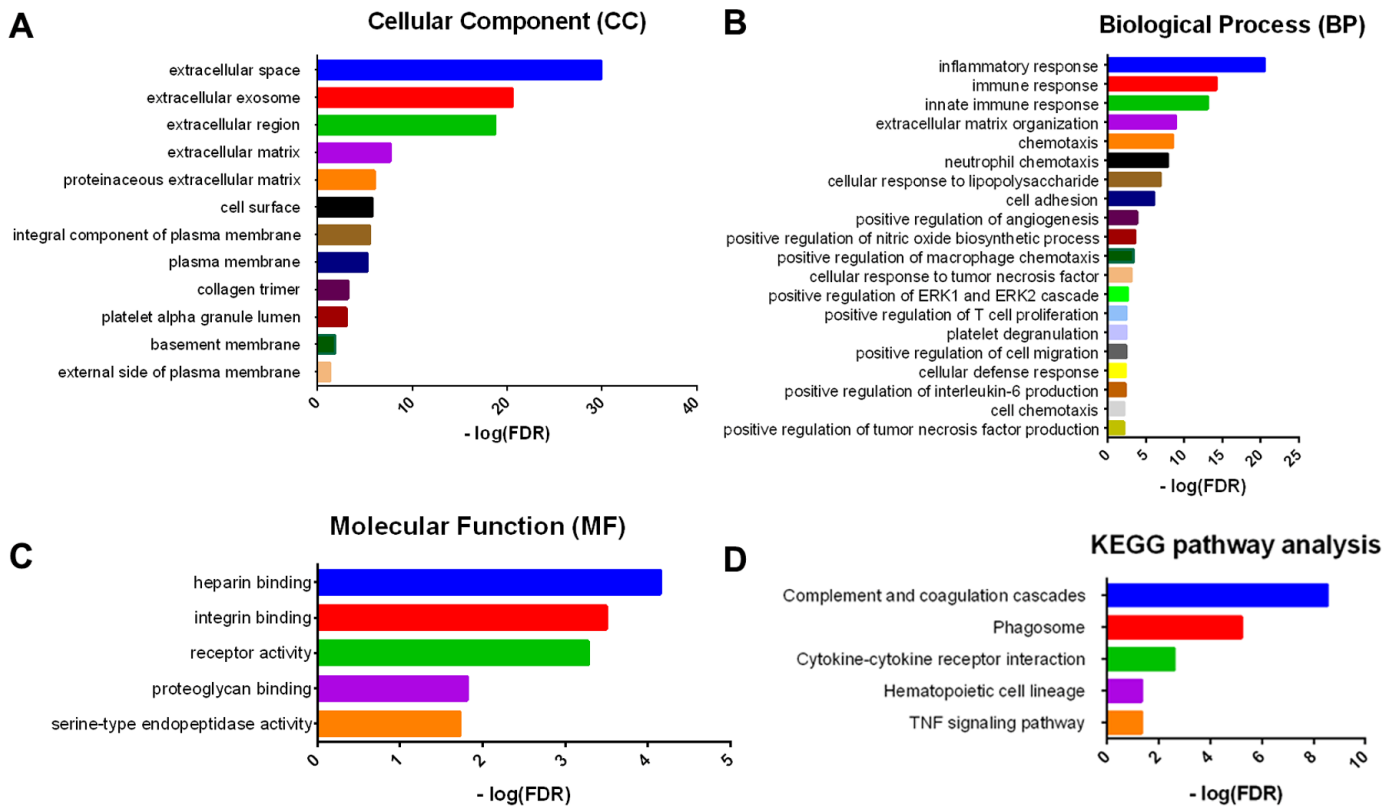 A
Cellular Component (CC)
extracellular space
extracellular exosome
extracellular region
extracellular matrix
proteinaceous extracellular matrix
cell surface
integral component of plasma membrane
plasma membrane
collagen trimer
platelet alpha granule lumen
basement membrane
external side of plasma membrane
0 10 20 30 40
- log(FDR)
B
Biological Process (BP)
inflammatory response
immune response
innate immune response
extracellular matrix organization
chemotaxis
neutrophil chemotaxis
cellular response to lipopolysaccharide
cell adhesion
positive regulation of angiogenesis
positive regulation of nitric oxide biosynthetic process
positive regulation of macrophage chemotaxis
cellular response to tumor necrosis factor
positive regulation of ERK1 and ERK2 cascade
positive regulation of T cell proliferation
platelet degranulation
positive regulation of cell migration
cellular defense response
positive regulation of interleukin-6 production
cell chemotaxis
positive regulation of tumor necrosis factor production
0 5 10 15 20 25
- log(FDR)
C
Molecular Function (MF)
heparin binding
integrin binding
receptor activity
proteoglycan binding
serine-type endopeptidase activity
0 1 2 3 4 5
- log(FDR)
D
KEGG pathway analysis
Complement and coagulation cascades
Phagosome
Cytokine-cytokine receptor interaction
Hematopoietic cell lineage
TNF signaling pathway
0 2 4 6 8 10
- log(FDR)